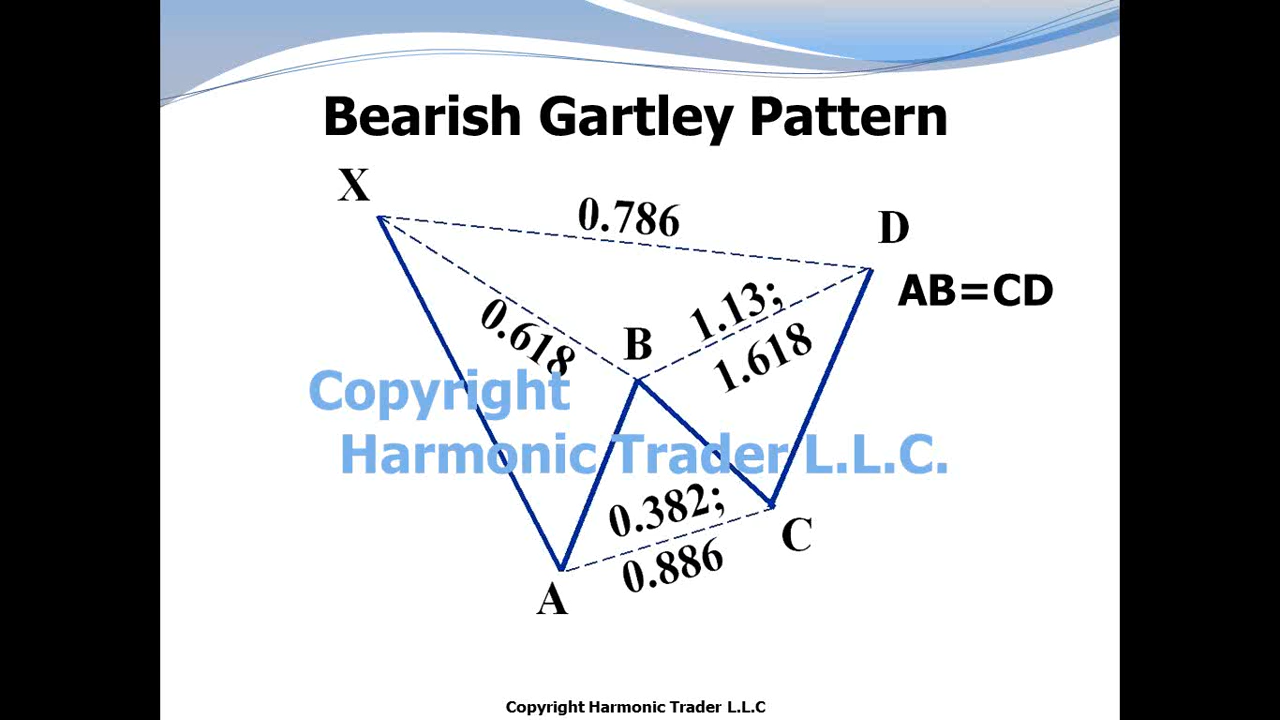 Bearish Gartley Pattern
X
0.786
D
AB=CD
1.13;
0.618
B
1.618
Copyright
Harmonic Trader L.L.C.
0.382;
C
0.886
A
Copyright Harmonic Trader L.L.C